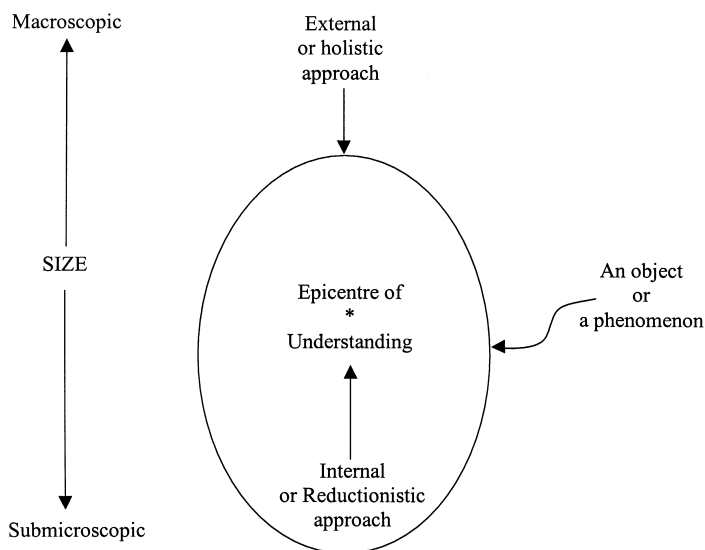 Macroscopic
External
or holistic
approach
SIZE
An object
or
a phenomenon
Epicentre of
*
Understanding
Internal
or Reductionistic
approach
Submicroscopic